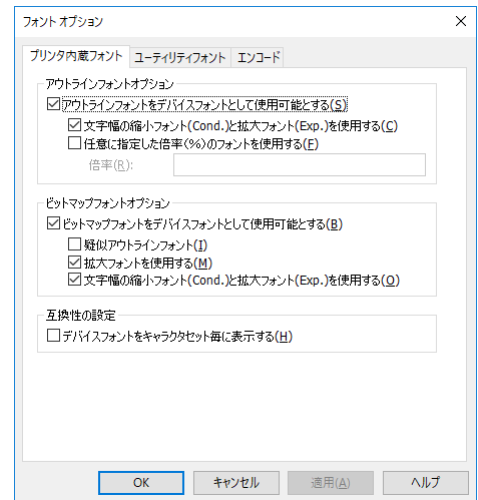 フォント オプション
プリンタ内蔵フォント ユーティリティフォント エンコード
アウトラインフォントオプション
アウトラインフォントをデバイスフォントとして使用可能とする(S)
文字幅の縮小フォント(Cond.)と拡大フォント(Exp.)を使用する(C)
任意に指定した倍率(%)のフォントを使用する(F)
倍率(R):
ビットマップフォントオプション
ビットマップフォントをデバイスフォントとして使用可能とする(B)
疑似アウトラインフォント(I)
拡大フォントを使用する(M)
文字幅の縮小フォント(Cond.)と拡大フォント(Exp.)を使用する(O)
互換性の設定
デバイスフォントをキャラクタセット毎に表示する(H)
OK キャンセル 適用(A) ヘルプ